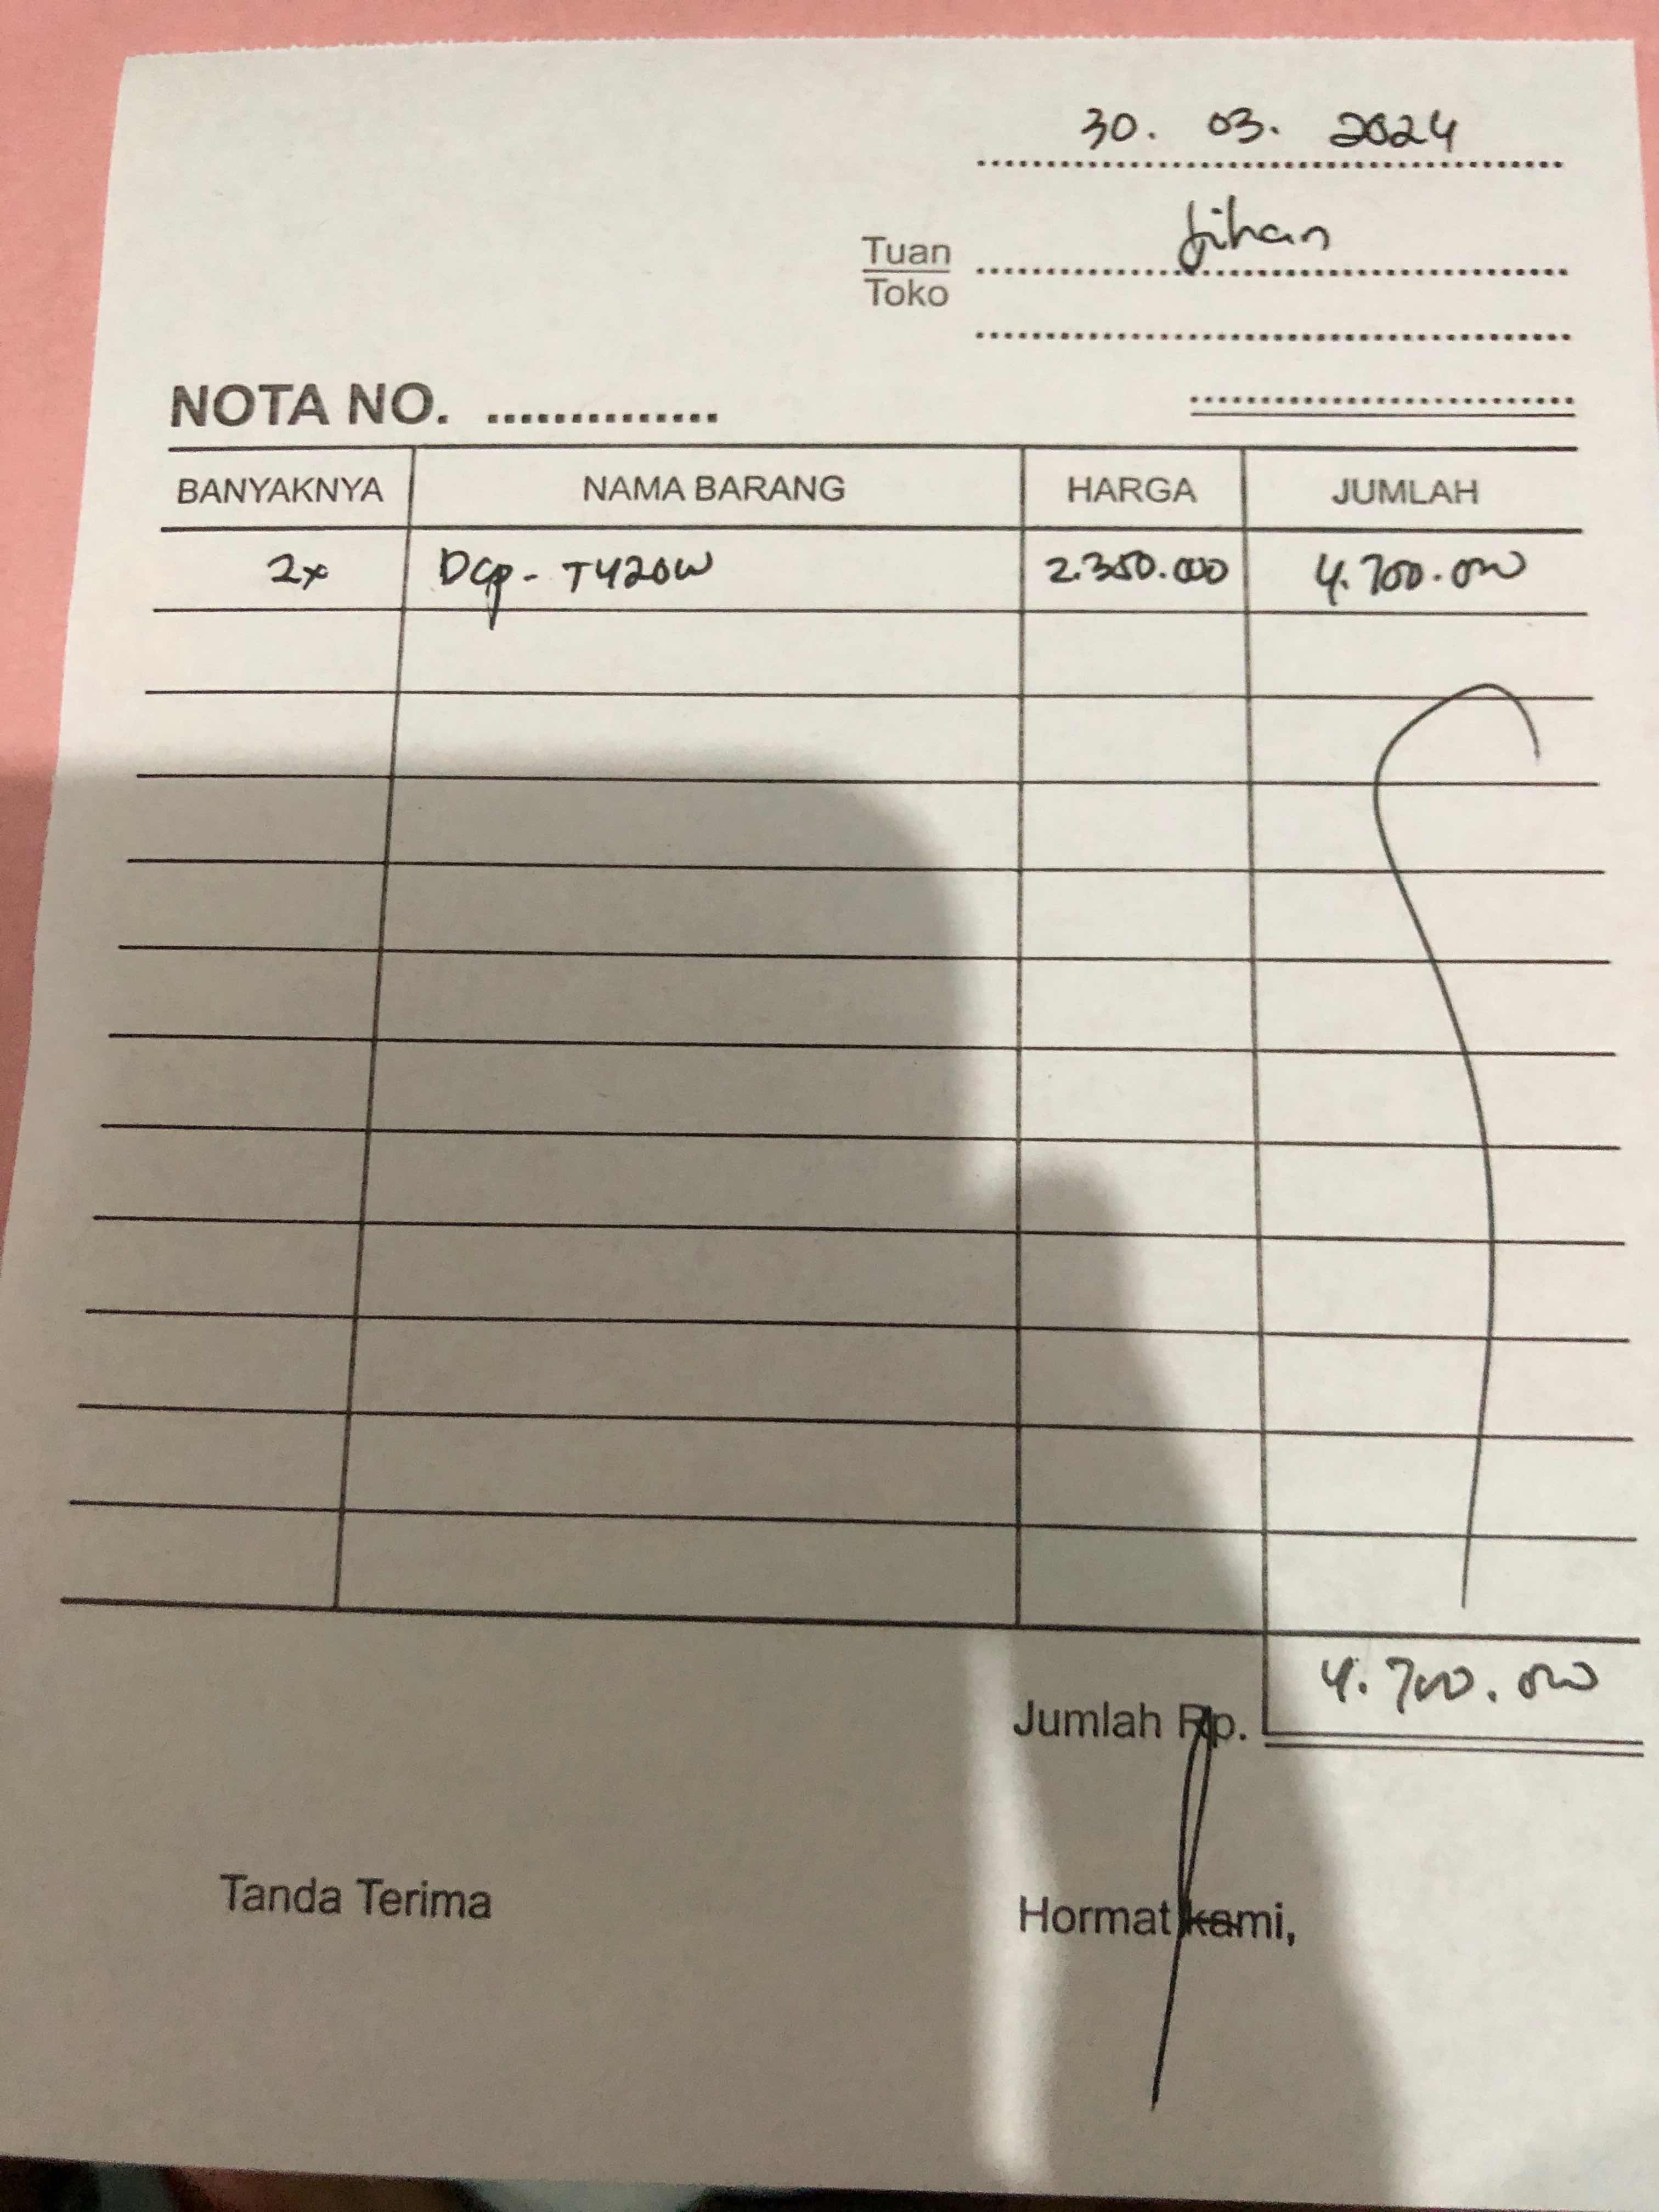 30. 03. 2024
Tuan Jihan
Toko
NOTA NO. ..............
BANYAKNYA NAMA BARANG HARGA JUMLAH
2x Dcp - T420W 2.350.000 4.700.000
Jumlah Rp. 4.700.000
Tanda Terima Hormat kami,